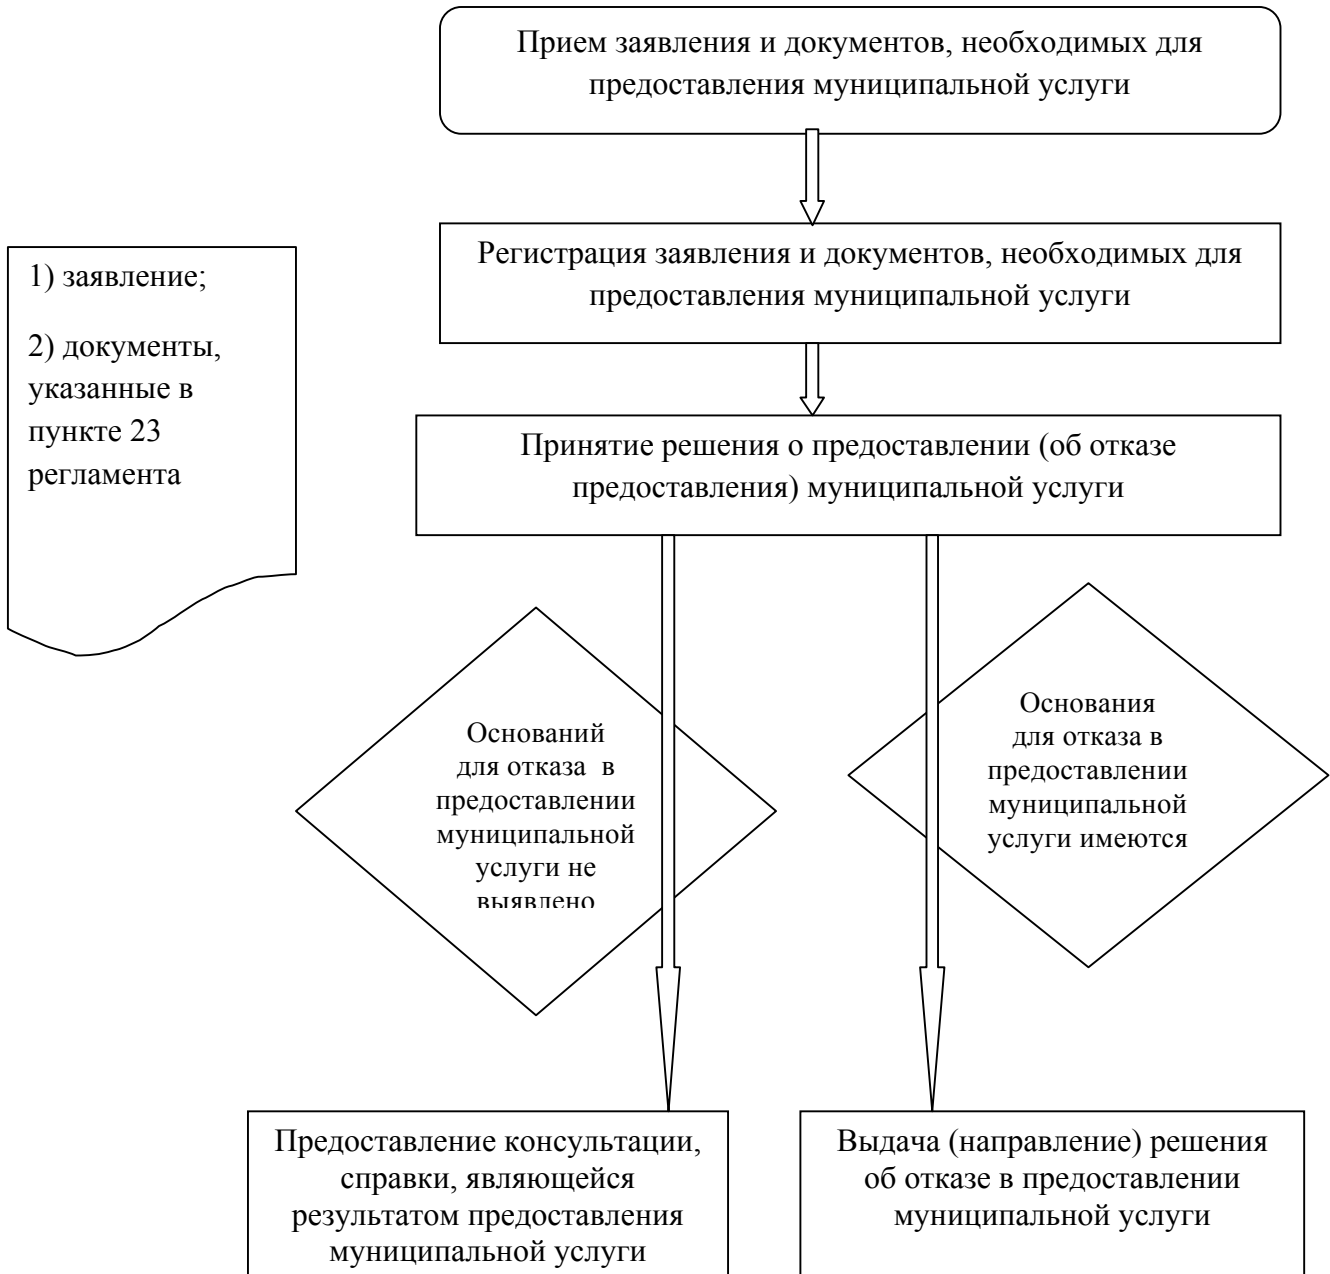 Прием заявления и документов, необходимых для
предоставления муниципальной услуги
Регистрация заявления и документов, необходимых для
предоставления муниципальной услуги
1) заявление;
2) документы,
указанные в
пункте 23
регламента
Принятие решения о предоставлении (об отказе
предоставления) муниципальной услуги
Оснований
для отказа в
предоставлении
муниципальной
услуги не
выявлено
Основания
для отказа в
предоставлении
муниципальной
услуги имеются
Предоставление консультации,
справки, являющейся
результатом предоставления
муниципальной услуги
Выдача (направление) решения
об отказе в предоставлении
муниципальной услуги